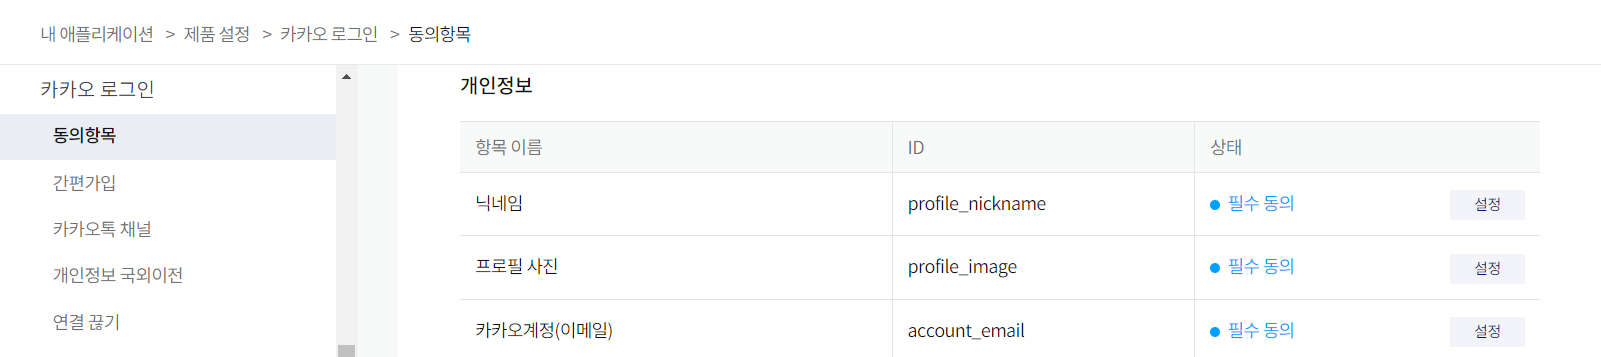 내 애플리케이션 > 제품 설정 > 카카오 로그인 > 동의항목
카카오 로그인
동의항목
간편가입
카카오톡 채널
개인정보 국외이전
연결 끊기
개인정보
항목 이름 ID 상태
닉네임 profile_nickname 필수 동의 설정
프로필 사진 profile_image 필수 동의 설정
카카오계정(이메일) account_email 필수 동의 설정